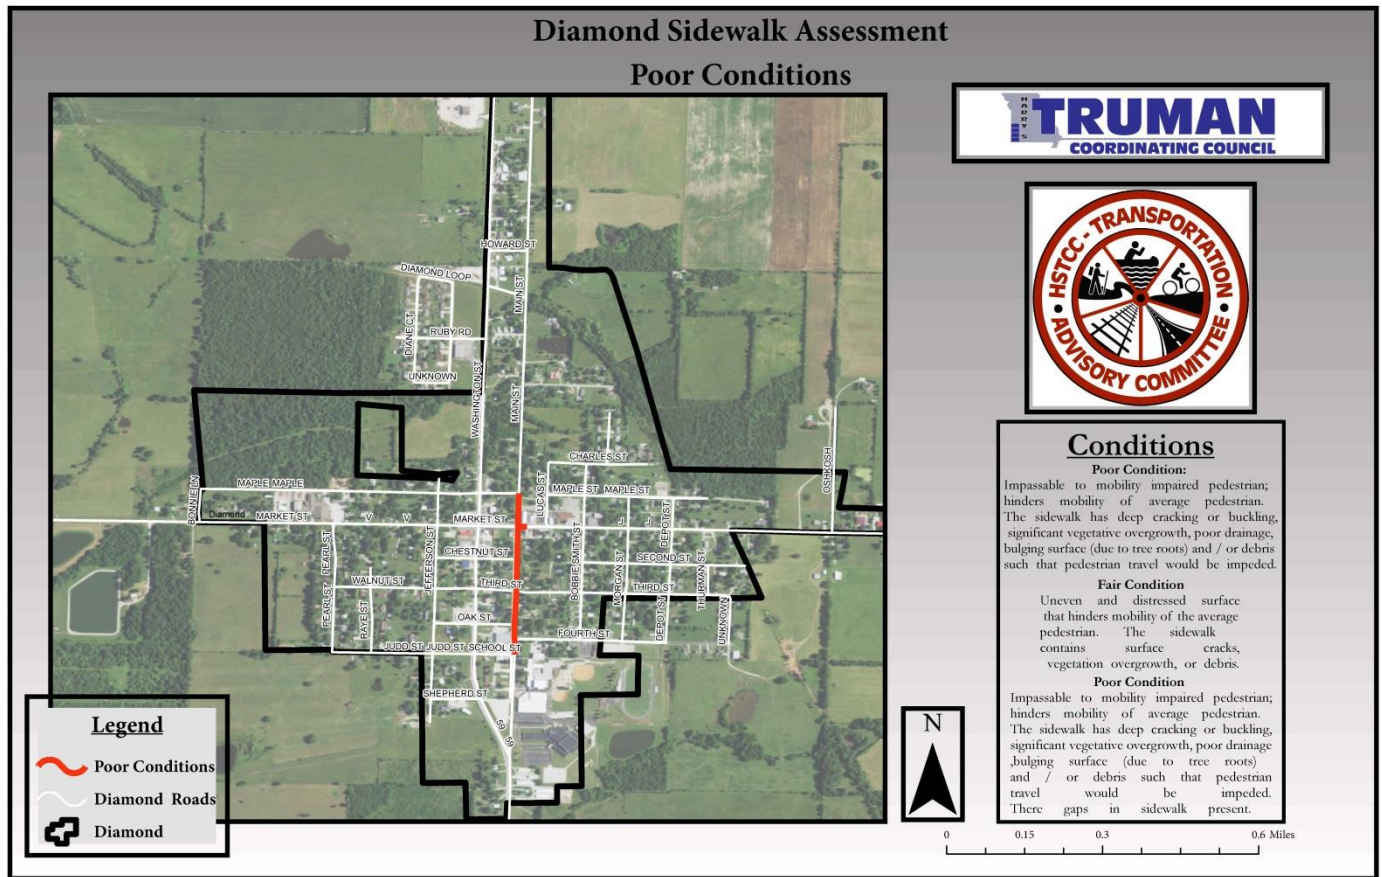 Diamond Sidewalk Assessment
Poor Conditions
HARRY S
TRUMAN
COORDINATING COUNCIL
HSTCC - TRANSPORTATION
ADVISORY COMMITTEE
HOWARD ST
DIAMOND LOOP
MAIN ST
DIANE CT
RUBY RD
UNKNOWN
WASHINGTON ST
MAIN ST
CHARLES ST
OSHKOSH
BONNIE LN
MAPLE MAPLE
LUCAS ST
MAPLE ST MAPLE ST
Diamond
MARKET ST
MARKET ST
DEPOT ST
PEARL ST
JEFFERSON ST
CHESTNUT ST
BOBBIE SMITH ST
MORGAN ST
SECOND ST
THURMAN ST
WALNUT ST
THIRD ST
THIRD ST
PEARL ST
RAYE ST
OAK ST
DEPOT ST
UNKNOWN
FOURTH ST
JUDD ST JUDD ST SCHOOL ST
SHEPHERD ST
59
59
Conditions
Poor Condition:
Impassable to mobility impaired pedestrian;
hinders mobility of average pedestrian.
The sidewalk has deep cracking or buckling,
significant vegetative overgrowth, poor drainage,
bulging surface (due to tree roots) and / or debris
such that pedestrian travel would be impeded.
Fair Condition
Uneven and distressed surface
that hinders mobility of the average
pedestrian. The sidewalk
contains surface cracks,
vegetation overgrowth, or debris.
Poor Condition
Impassable to mobility impaired pedestrian;
hinders mobility of average pedestrian.
The sidewalk has deep cracking or buckling,
significant vegetative overgrowth, poor drainage
,bulging surface (due to tree roots)
and / or debris such that pedestrian
travel would be impeded.
There gaps in sidewalk present.
Legend
Poor Conditions
Diamond Roads
Diamond
N
0 0.15 0.3 0.6 Miles